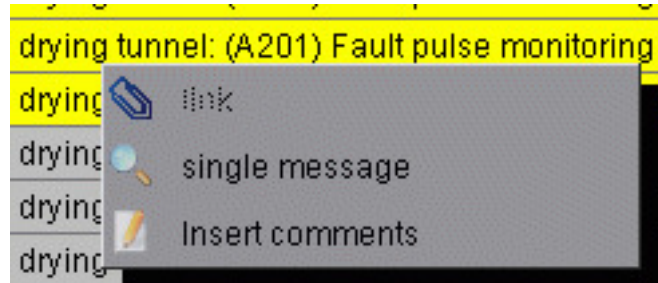 drying tunnel: (A201) Fault pulse monitoring
drying
link
drying
single message
drying
Insert comments
drying